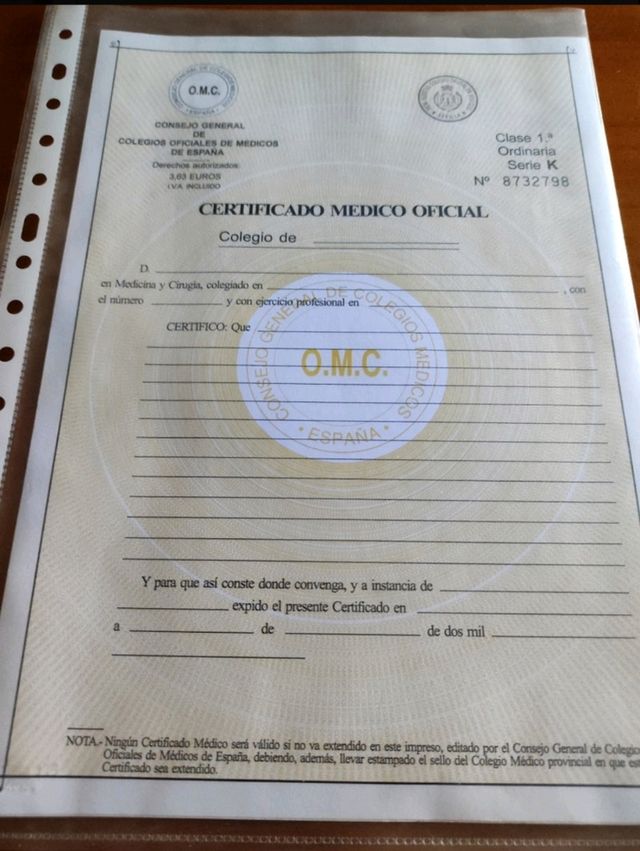 O.M.C.
CONSEJO GENERAL
DE
COLEGIOS OFICIALES DE MEDICOS
DE ESPAÑA
Derechos autorizados:
3,63 EUROS
I.V.A. INCLUIDO
Clase 1.ª
Ordinaria
Serie K
Nº 8732798
CERTIFICADO MEDICO OFICIAL
Colegio de
D.
en Medicina y Cirugía, colegiado en , con
el número y con ejercicio profesional en
CERTIFICO: Que
CONSEJO GENERAL DE COLEGIOS MEDICOS
O.M.C.
· ESPAÑA ·
Y para que así conste donde convenga, y a instancia de
expido el presente Certificado en
a de de dos mil
NOTA.- Ningún Certificado Médico será válido si no va extendido en este impreso, editado por el Consejo General de Colegio
Oficiales de Médicos de España, debiendo, además, llevar estampado el sello del Colegio Médico provincial en que est
Certificado sea extendido.